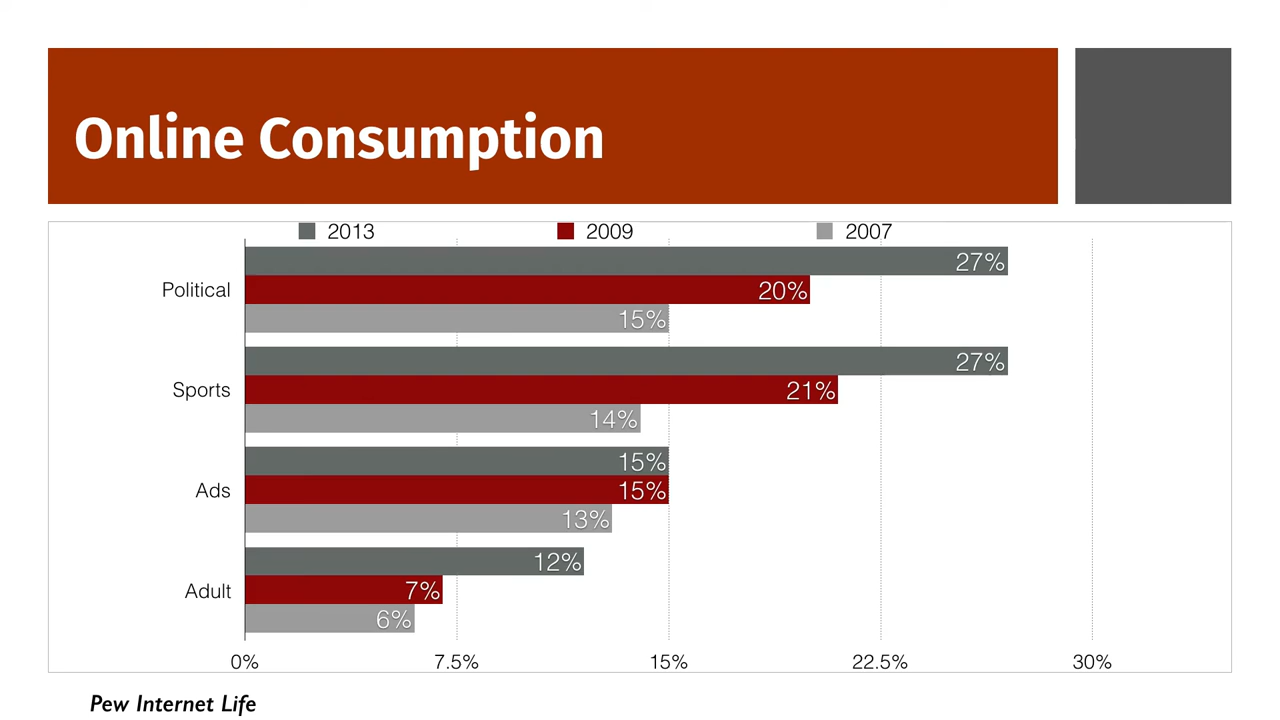 Online Consumption
2013 2009 2007
Political 27% 20% 15%
Sports 27% 21% 14%
Ads 15% 15% 13%
Adult 12% 7% 6%
0% 7.5% 15% 22.5% 30%
Pew Internet Life